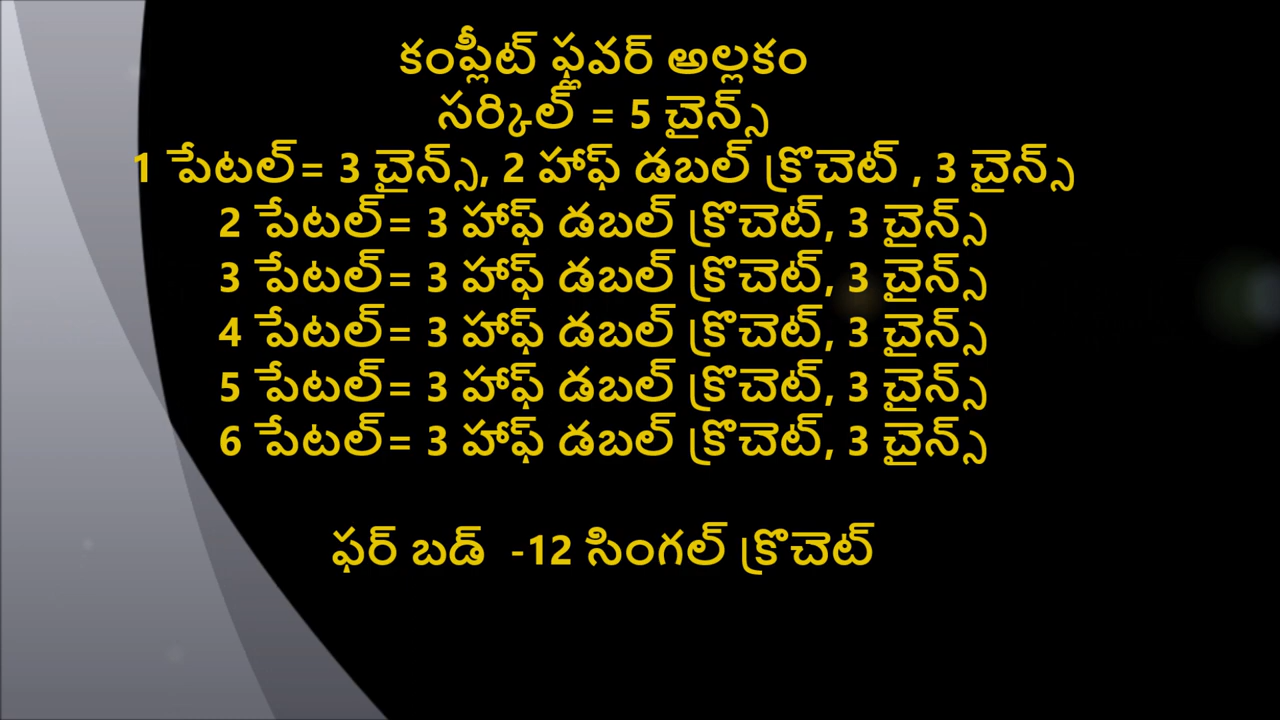 కంప్లీట్ ఫ్లవర్ అల్లకం
సర్కిల్ = 5 చైన్స్
1 పేటల్= 3 చైన్స్, 2 హాఫ్ డబల్ క్రొచెట్ , 3 చైన్స్
2 పేటల్= 3 హాఫ్ డబల్ క్రొచెట్, 3 చైన్స్
3 పేటల్= 3 హాఫ్ డబల్ క్రొచెట్, 3 చైన్స్
4 పేటల్= 3 హాఫ్ డబల్ క్రొచెట్, 3 చైన్స్
5 పేటల్= 3 హాఫ్ డబల్ క్రొచెట్, 3 చైన్స్
6 పేటల్= 3 హాఫ్ డబల్ క్రొచెట్, 3 చైన్స్
ఫర్ బడ్ -12 సింగల్ క్రొచెట్